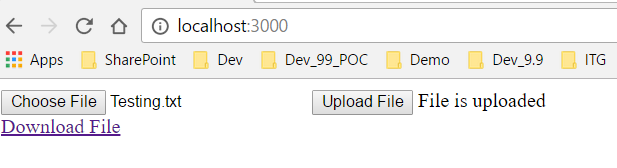 localhost:3000
Apps SharePoint Dev Dev_99_POC Demo Dev_9.9 ITG
Choose File Testing.txt Upload File File is uploaded
Download File